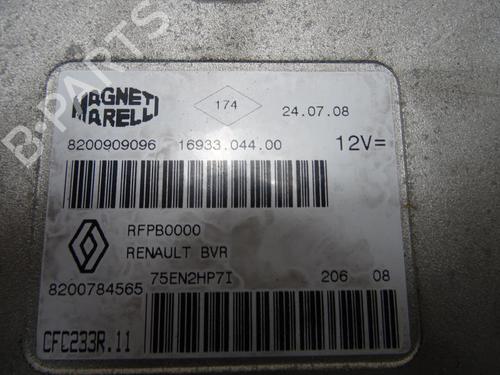 MAGNETI
MARELLI
174
24.07.08
8200909096 16933.044.00 12V=
RFPB0000
RENAULT BVR
8200784565 75EN2HP7I 206 08
CFC233R.11
B-PARTS